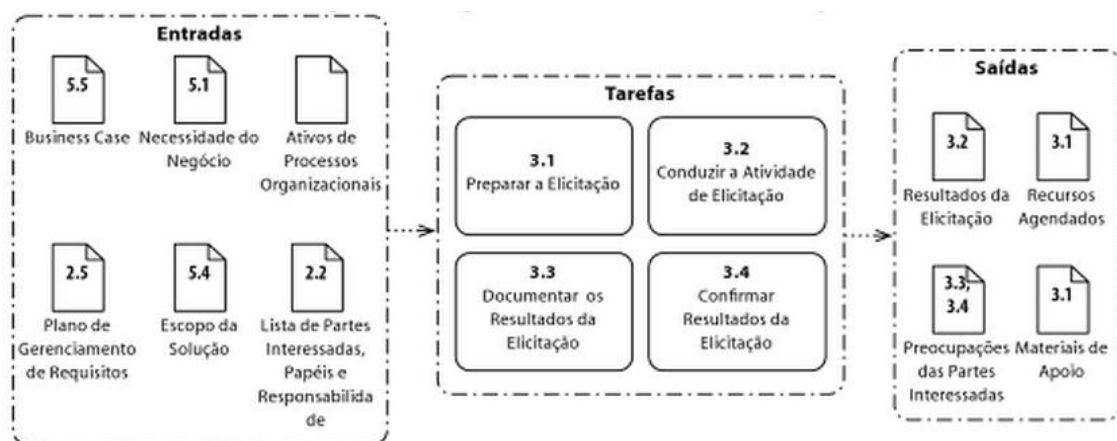 Entradas
5.5
Business Case
5.1
Necessidade do
Negócio
Ativos de
Processos
Organizacionais
2.5
Plano de
Gerenciamento
de Requisitos
5.4
Escopo da
Solução
2.2
Lista de Partes
Interessadas,
Papéis e
Responsabilida
de
Tarefas
3.1
Preparar a Elicitação
3.2
Conduzir a Atividade
de Elicitação
3.3
Documentar os
Resultados da
Elicitação
3.4
Confirmar
Resultados da
Elicitação
Saídas
3.2
Resultados da
Elicitação
3.1
Recursos
Agendados
3.3,
3.4
Preocupações
das Partes
Interessadas
3.1
Materiais de
Apoio